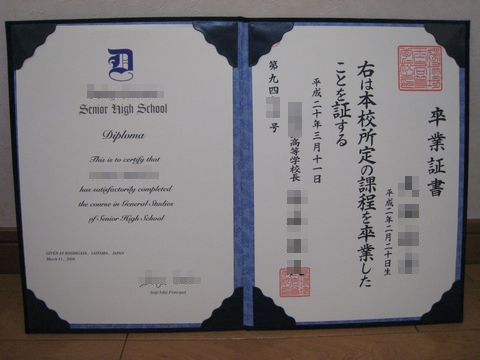 D
Senior High School
Diploma
This is to certify that
has satisfactorily completed
the course in General Studies
of Senior High School
SAITAMA, JAPAN
March 11, 2008
Principal
卒業証書
平成二年二月二十日生
右は本校所定の課程を卒業した
ことを証する
平成二十年三月十一日
高等学校長
第九四
号